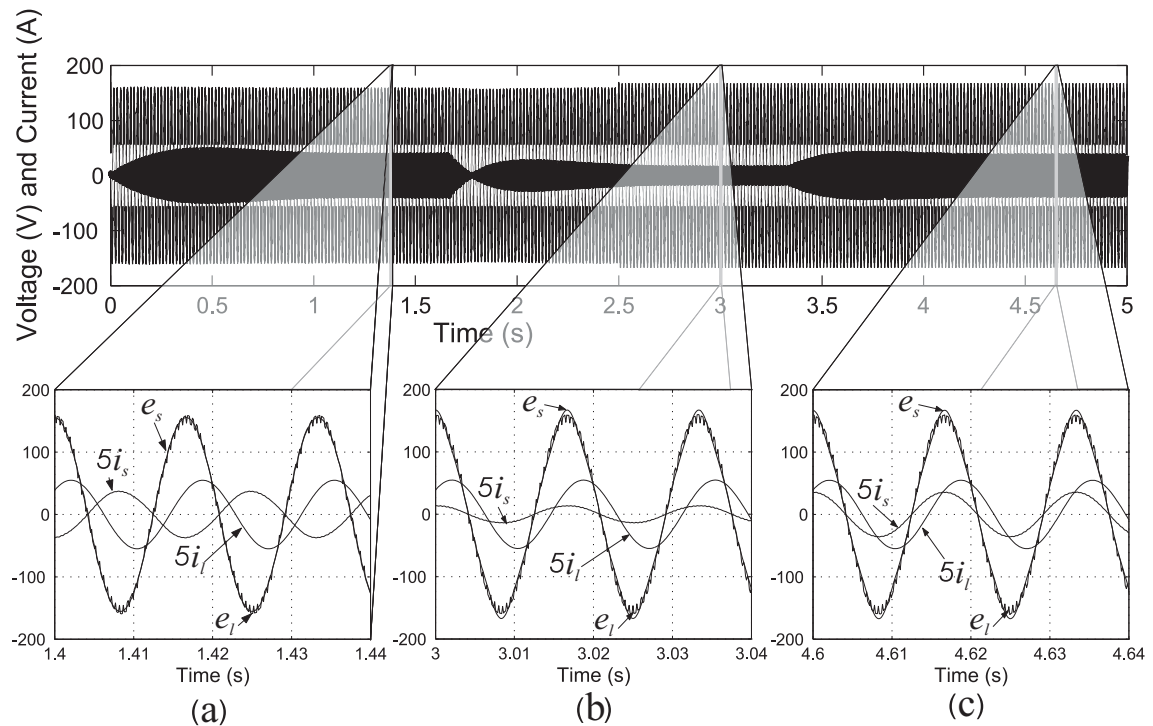 Voltage (V) and Current (A)
200
100
0
-100
-200
0 0.5 1 1.5 2 2.5 3 3.5 4 4.5 5
Time (s)
200
100
0
-100
-200
e_s
5i_s
5i_l
e_l
1.4 1.41 1.42 1.43 1.44
Time (s)
(a)
200
100
0
-100
-200
e_s
5i_s
5i_l
e_l
3 3.01 3.02 3.03 3.04
Time (s)
(b)
200
100
0
-100
-200
e_s
5i_s
5i_l
e_l
4.6 4.61 4.62 4.63 4.64
Time (s)
(c)